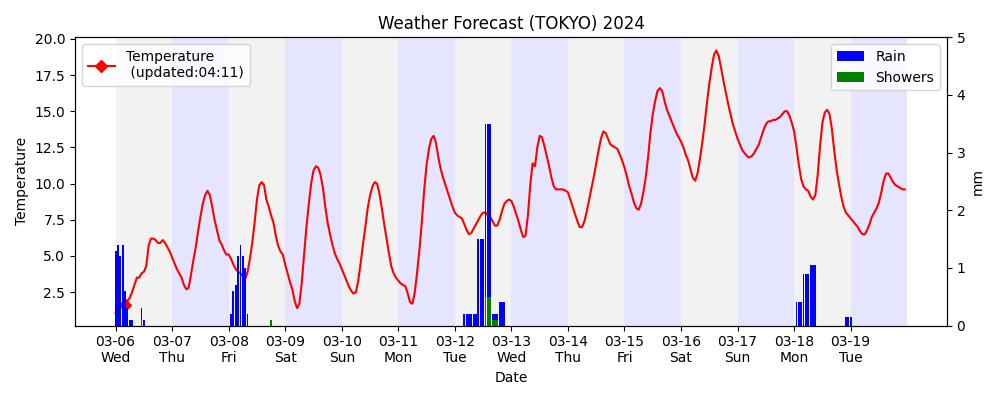 Weather Forecast (TOKYO) 2024
Temperature
(updated:04:11)
Rain
Showers
Temperature
20.0
17.5
15.0
12.5
10.0
7.5
5.0
2.5
5
4
3
2
1
0
mm
03-06 03-07 03-08 03-09 03-10 03-11 03-12 03-13 03-14 03-15 03-16 03-17 03-18 03-19
Wed Thu Fri Sat Sun Mon Tue Wed Thu Fri Sat Sun Mon Tue
Date